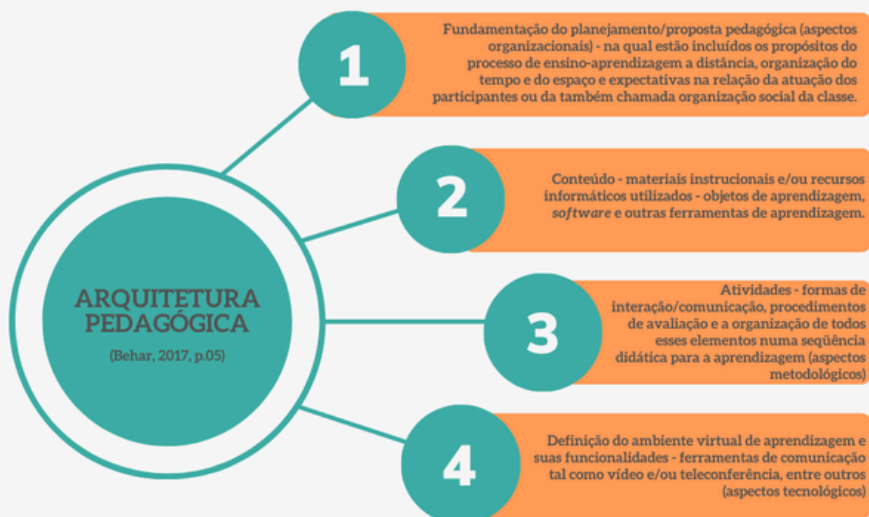 ARQUITETURA
PEDAGÓGICA
(Behar, 2017, p.05)
1
Fundamentação do planejamento/proposta pedagógica (aspectos
organizacionais) - na qual estão incluídos os propósitos do
processo de ensino-aprendizagem a distância, organização do
tempo e do espaço e expectativas na relação da atuação dos
participantes ou da também chamada organização social da classe.
2
Conteúdo - materiais instrucionais e/ou recursos
informáticos utilizados - objetos de aprendizagem,
software e outras ferramentas de aprendizagem.
3
Atividades - formas de
interação/comunicação, procedimentos
de avaliação e a organização de todos
esses elementos numa seqüência
didática para a aprendizagem (aspectos
metodológicos)
4
Definição do ambiente virtual de aprendizagem e
suas funcionalidades - ferramentas de comunicação
tal como vídeo e/ou teleconferência, entre outros
(aspectos tecnológicos)